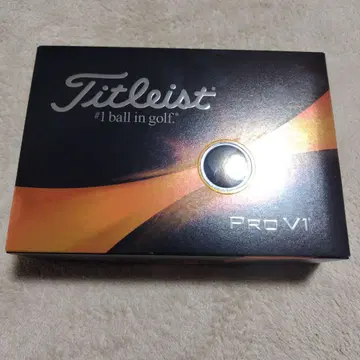 Titleist®
#1 ball in golf.®
PRO V1